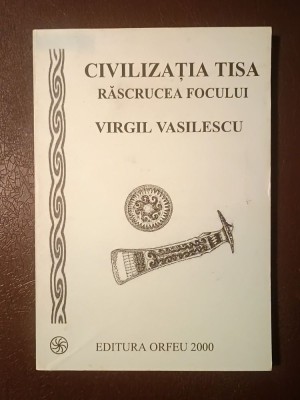 CIVILIZAȚIA TISA
RĂSCRUCEA FOCULUI
VIRGIL VASILESCU
EDITURA ORFEU 2000